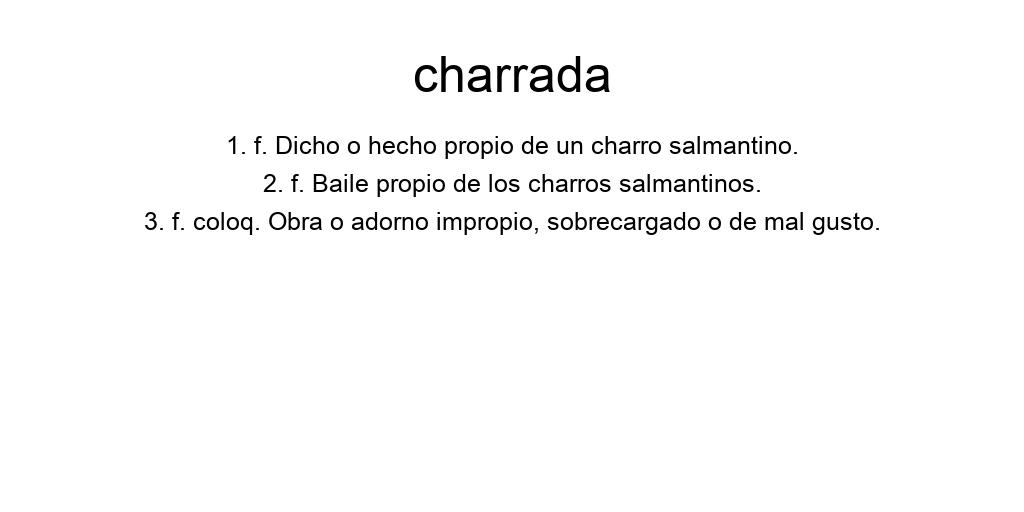 charrada
1. f. Dicho o hecho propio de un charro salmantino.
2. f. Baile propio de los charros salmantinos.
3. f. coloq. Obra o adorno impropio, sobrecargado o de mal gusto.